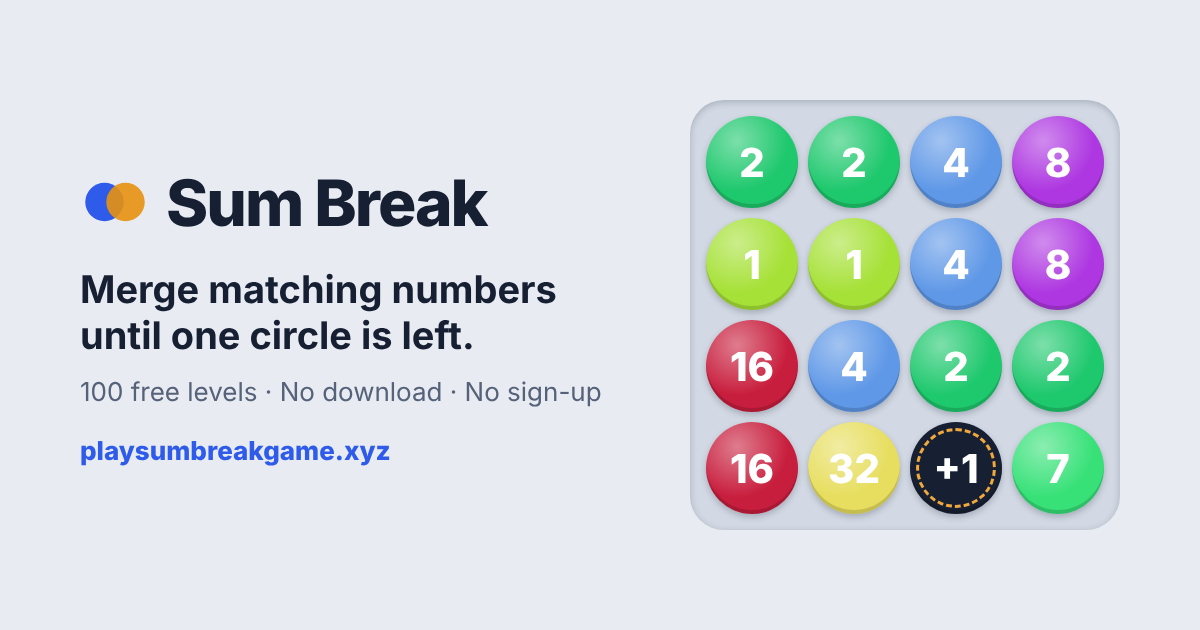 Sum Break
Merge matching numbers
until one circle is left.
100 free levels · No download · No sign-up
playsumbreakgame.xyz
2 2 4 8
1 1 4 8
16 4 2 2
16 32 +1 7